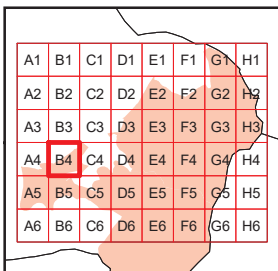 A1 B1 C1 D1 E1 F1 G1 H1
A2 B2 C2 D2 E2 F2 G2 H2
A3 B3 C3 D3 E3 F3 G3 H3
A4 B4 C4 D4 E4 F4 G4 H4
A5 B5 C5 D5 E5 F5 G5 H5
A6 B6 C6 D6 E6 F6 G6 H6